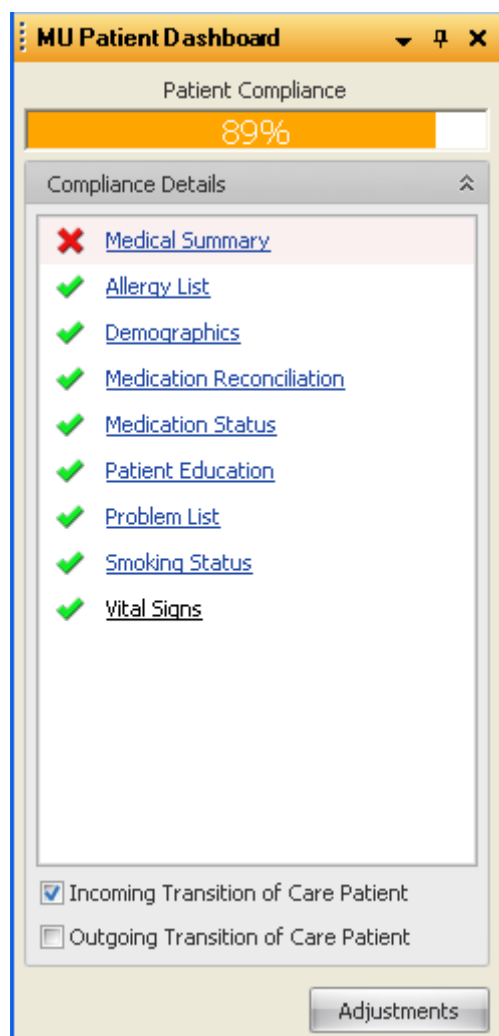 MU Patient Dashboard
Patient Compliance
89%
Compliance Details
Medical Summary
Allergy List
Demographics
Medication Reconciliation
Medication Status
Patient Education
Problem List
Smoking Status
Vital Signs
Incoming Transition of Care Patient
Outgoing Transition of Care Patient
Adjustments